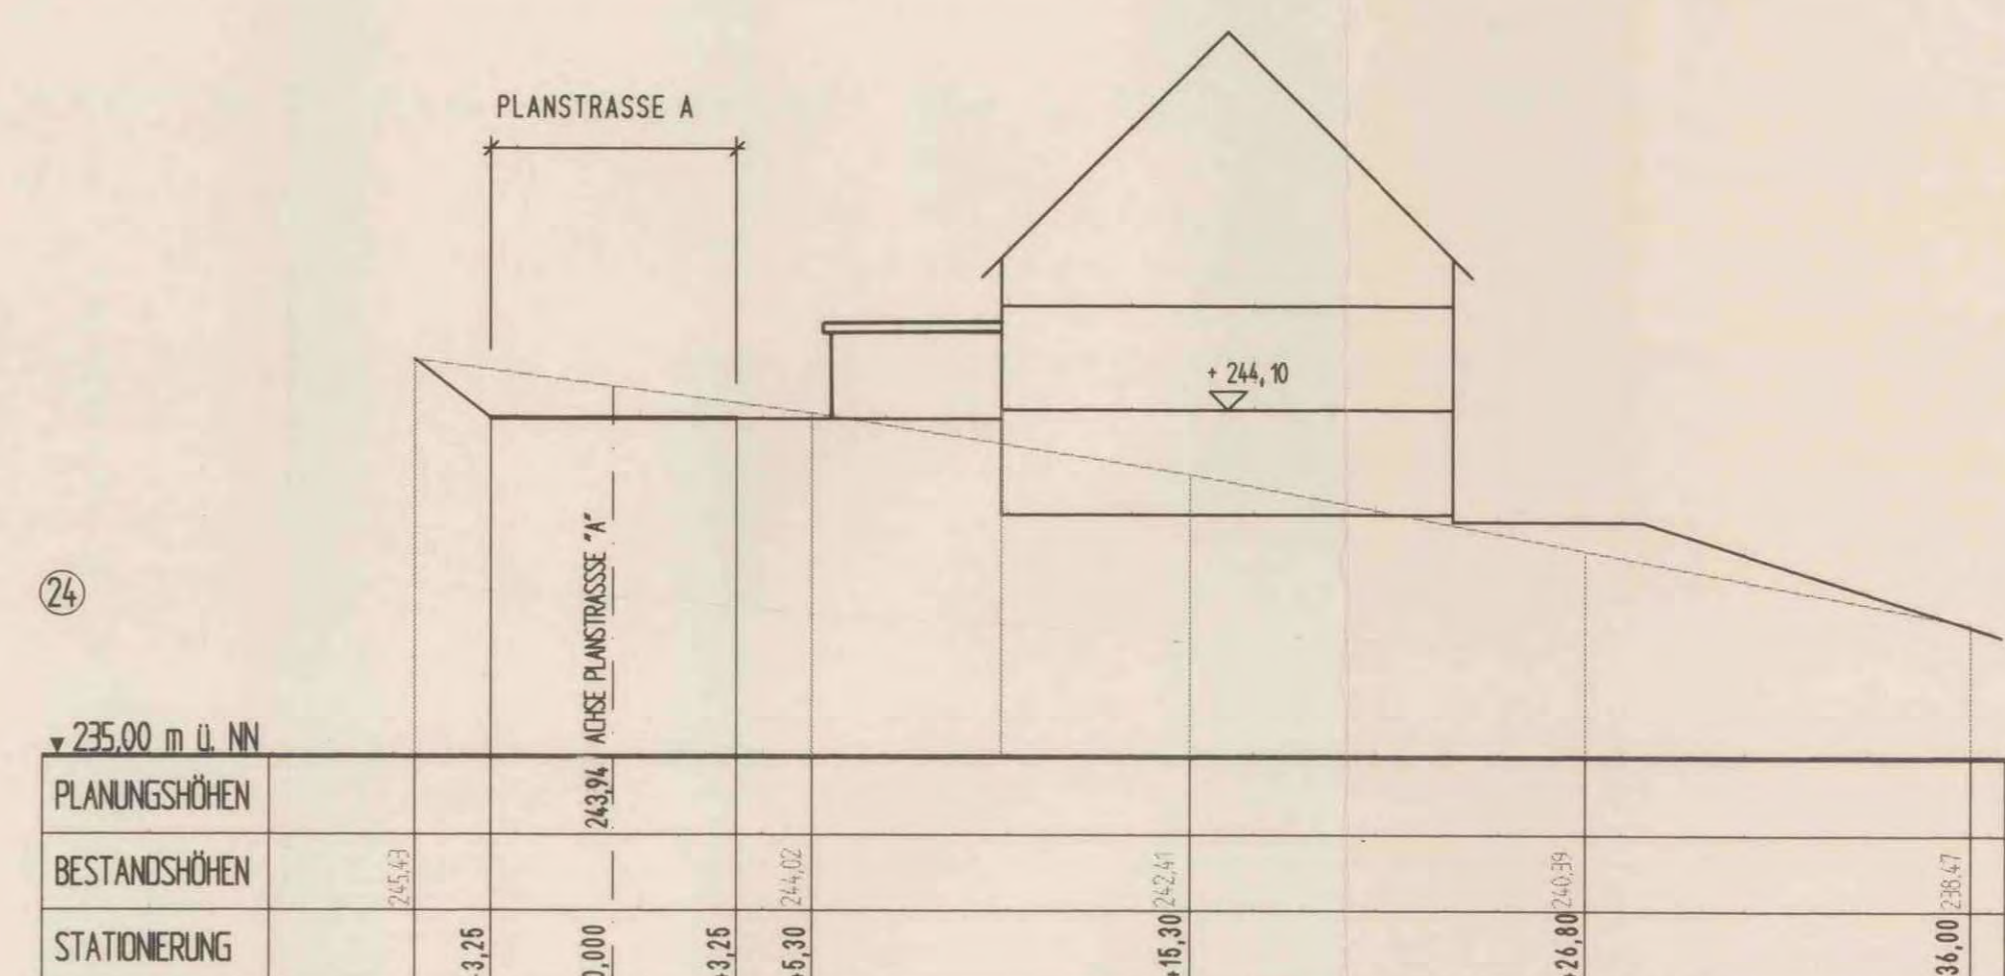 PLANSTRASSE A
+ 244,10
24
ACHSE PLANSTRASSSE "A"
235,00 m ü. NN
PLANUNGSHÖHEN
243,94
BESTANDSHÖHEN
245,43
244,02
242,41
240,39
238,47
STATIONIERUNG
3,25
0,000
3,25
5,30
+15,30
+26,80
36,00